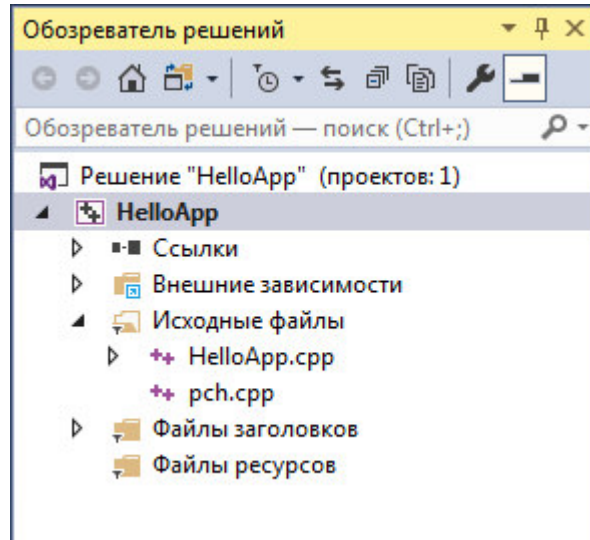 Обозреватель решений
Обозреватель решений — поиск (Ctrl+;)
Решение "HelloApp" (проектов: 1)
HelloApp
Ссылки
Внешние зависимости
Исходные файлы
HelloApp.cpp
pch.cpp
Файлы заголовков
Файлы ресурсов